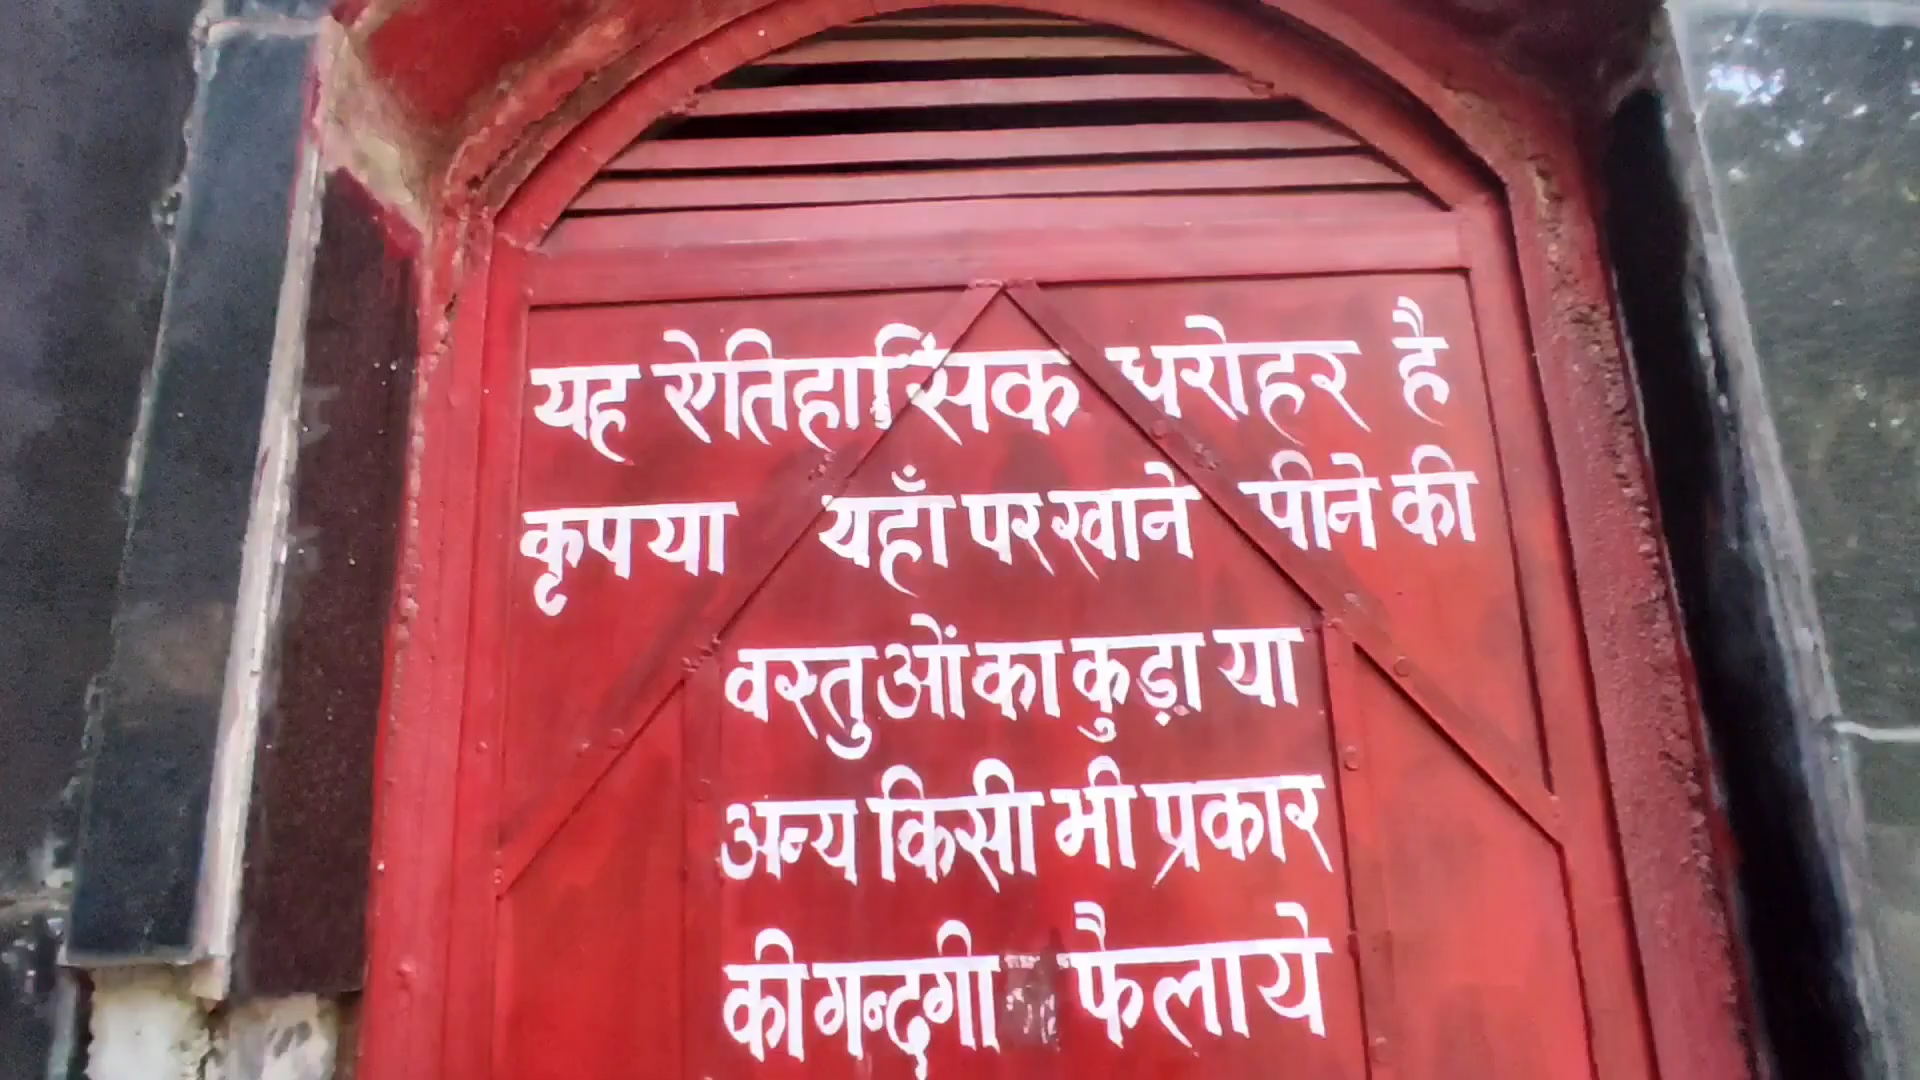 यह ऐतिहासिक धरोहर है
कृपया यहाँ पर खाने पीने की
वस्तुओं का कुड़ा या
अन्य किसी भी प्रकार
की गन्दगी फैलाये